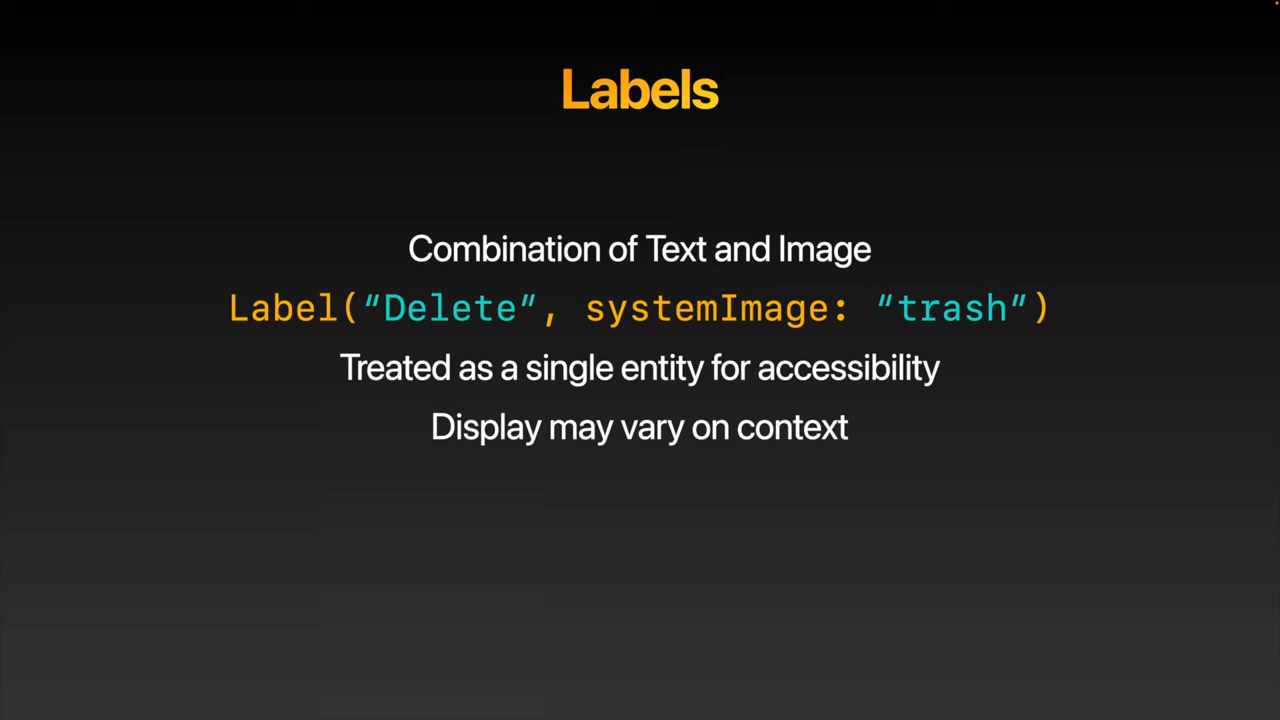 Labels
Combination of Text and Image
Label(“Delete”, systemImage: ”trash”)
Treated as a single entity for accessibility
Display may vary on context